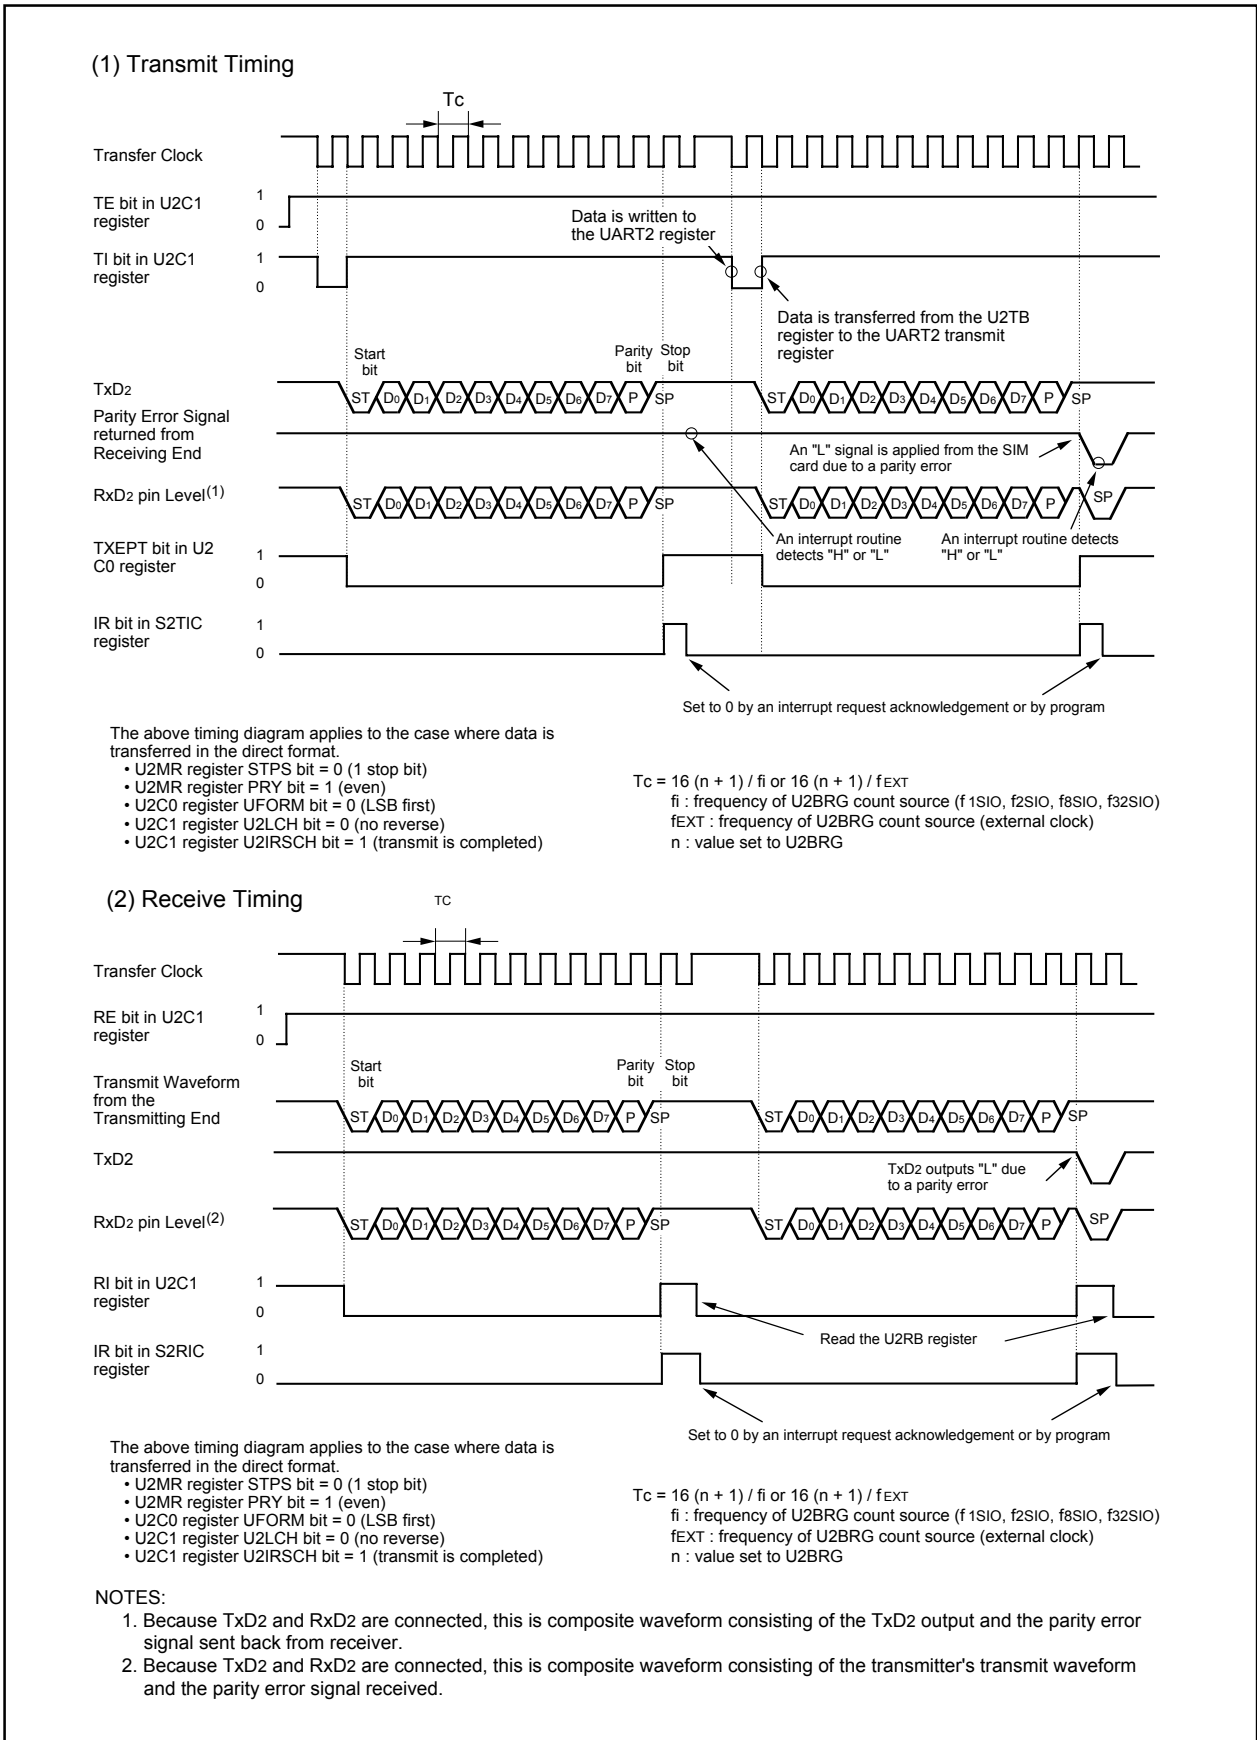 (1) Transmit Timing
Tc
Transfer Clock
TE bit in U2C1
register
1
0
Data is written to
the UART2 register
TI bit in U2C1
register
1
0
Data is transferred from the U2TB
register to the UART2 transmit
register
Start
bit
Parity
bit
Stop
bit
TxD2
ST D0 D1 D2 D3 D4 D5 D6 D7 P SP
ST D0 D1 D2 D3 D4 D5 D6 D7 P SP
Parity Error Signal
returned from
Receiving End
An "L" signal is applied from the SIM
card due to a parity error
RxD2 pin Level(1)
ST D0 D1 D2 D3 D4 D5 D6 D7 P SP
ST D0 D1 D2 D3 D4 D5 D6 D7 P SP
An interrupt routine
detects "H" or "L"
An interrupt routine detects
"H" or "L"
TXEPT bit in U2
C0 register
1
0
IR bit in S2TIC
register
1
0
Set to 0 by an interrupt request acknowledgement or by program
The above timing diagram applies to the case where data is
transferred in the direct format.
• U2MR register STPS bit = 0 (1 stop bit)
• U2MR register PRY bit = 1 (even)
• U2C0 register UFORM bit = 0 (LSB first)
• U2C1 register U2LCH bit = 0 (no reverse)
• U2C1 register U2IRSCH bit = 1 (transmit is completed)
Tc = 16 (n + 1) / fi or 16 (n + 1) / fEXT
fi : frequency of U2BRG count source (f1SIO, f2SIO, f8SIO, f32SIO)
fEXT : frequency of U2BRG count source (external clock)
n : value set to U2BRG
(2) Receive Timing
TC
Transfer Clock
RE bit in U2C1
register
1
0
Start
bit
Parity
bit
Stop
bit
Transmit Waveform
from the
Transmitting End
ST D0 D1 D2 D3 D4 D5 D6 D7 P SP
ST D0 D1 D2 D3 D4 D5 D6 D7 P SP
TxD2
TxD2 outputs "L" due
to a parity error
RxD2 pin Level(2)
ST D0 D1 D2 D3 D4 D5 D6 D7 P SP
ST D0 D1 D2 D3 D4 D5 D6 D7 P SP
RI bit in U2C1
register
1
0
Read the U2RB register
IR bit in S2RIC
register
1
0
Set to 0 by an interrupt request acknowledgement or by program
The above timing diagram applies to the case where data is
transferred in the direct format.
• U2MR register STPS bit = 0 (1 stop bit)
• U2MR register PRY bit = 1 (even)
• U2C0 register UFORM bit = 0 (LSB first)
• U2C1 register U2LCH bit = 0 (no reverse)
• U2C1 register U2IRSCH bit = 1 (transmit is completed)
Tc = 16 (n + 1) / fi or 16 (n + 1) / fEXT
fi : frequency of U2BRG count source (f1SIO, f2SIO, f8SIO, f32SIO)
fEXT : frequency of U2BRG count source (external clock)
n : value set to U2BRG
NOTES:
1. Because TxD2 and RxD2 are connected, this is composite waveform consisting of the TxD2 output and the parity error
signal sent back from receiver.
2. Because TxD2 and RxD2 are connected, this is composite waveform consisting of the transmitter's transmit waveform
and the parity error signal received.